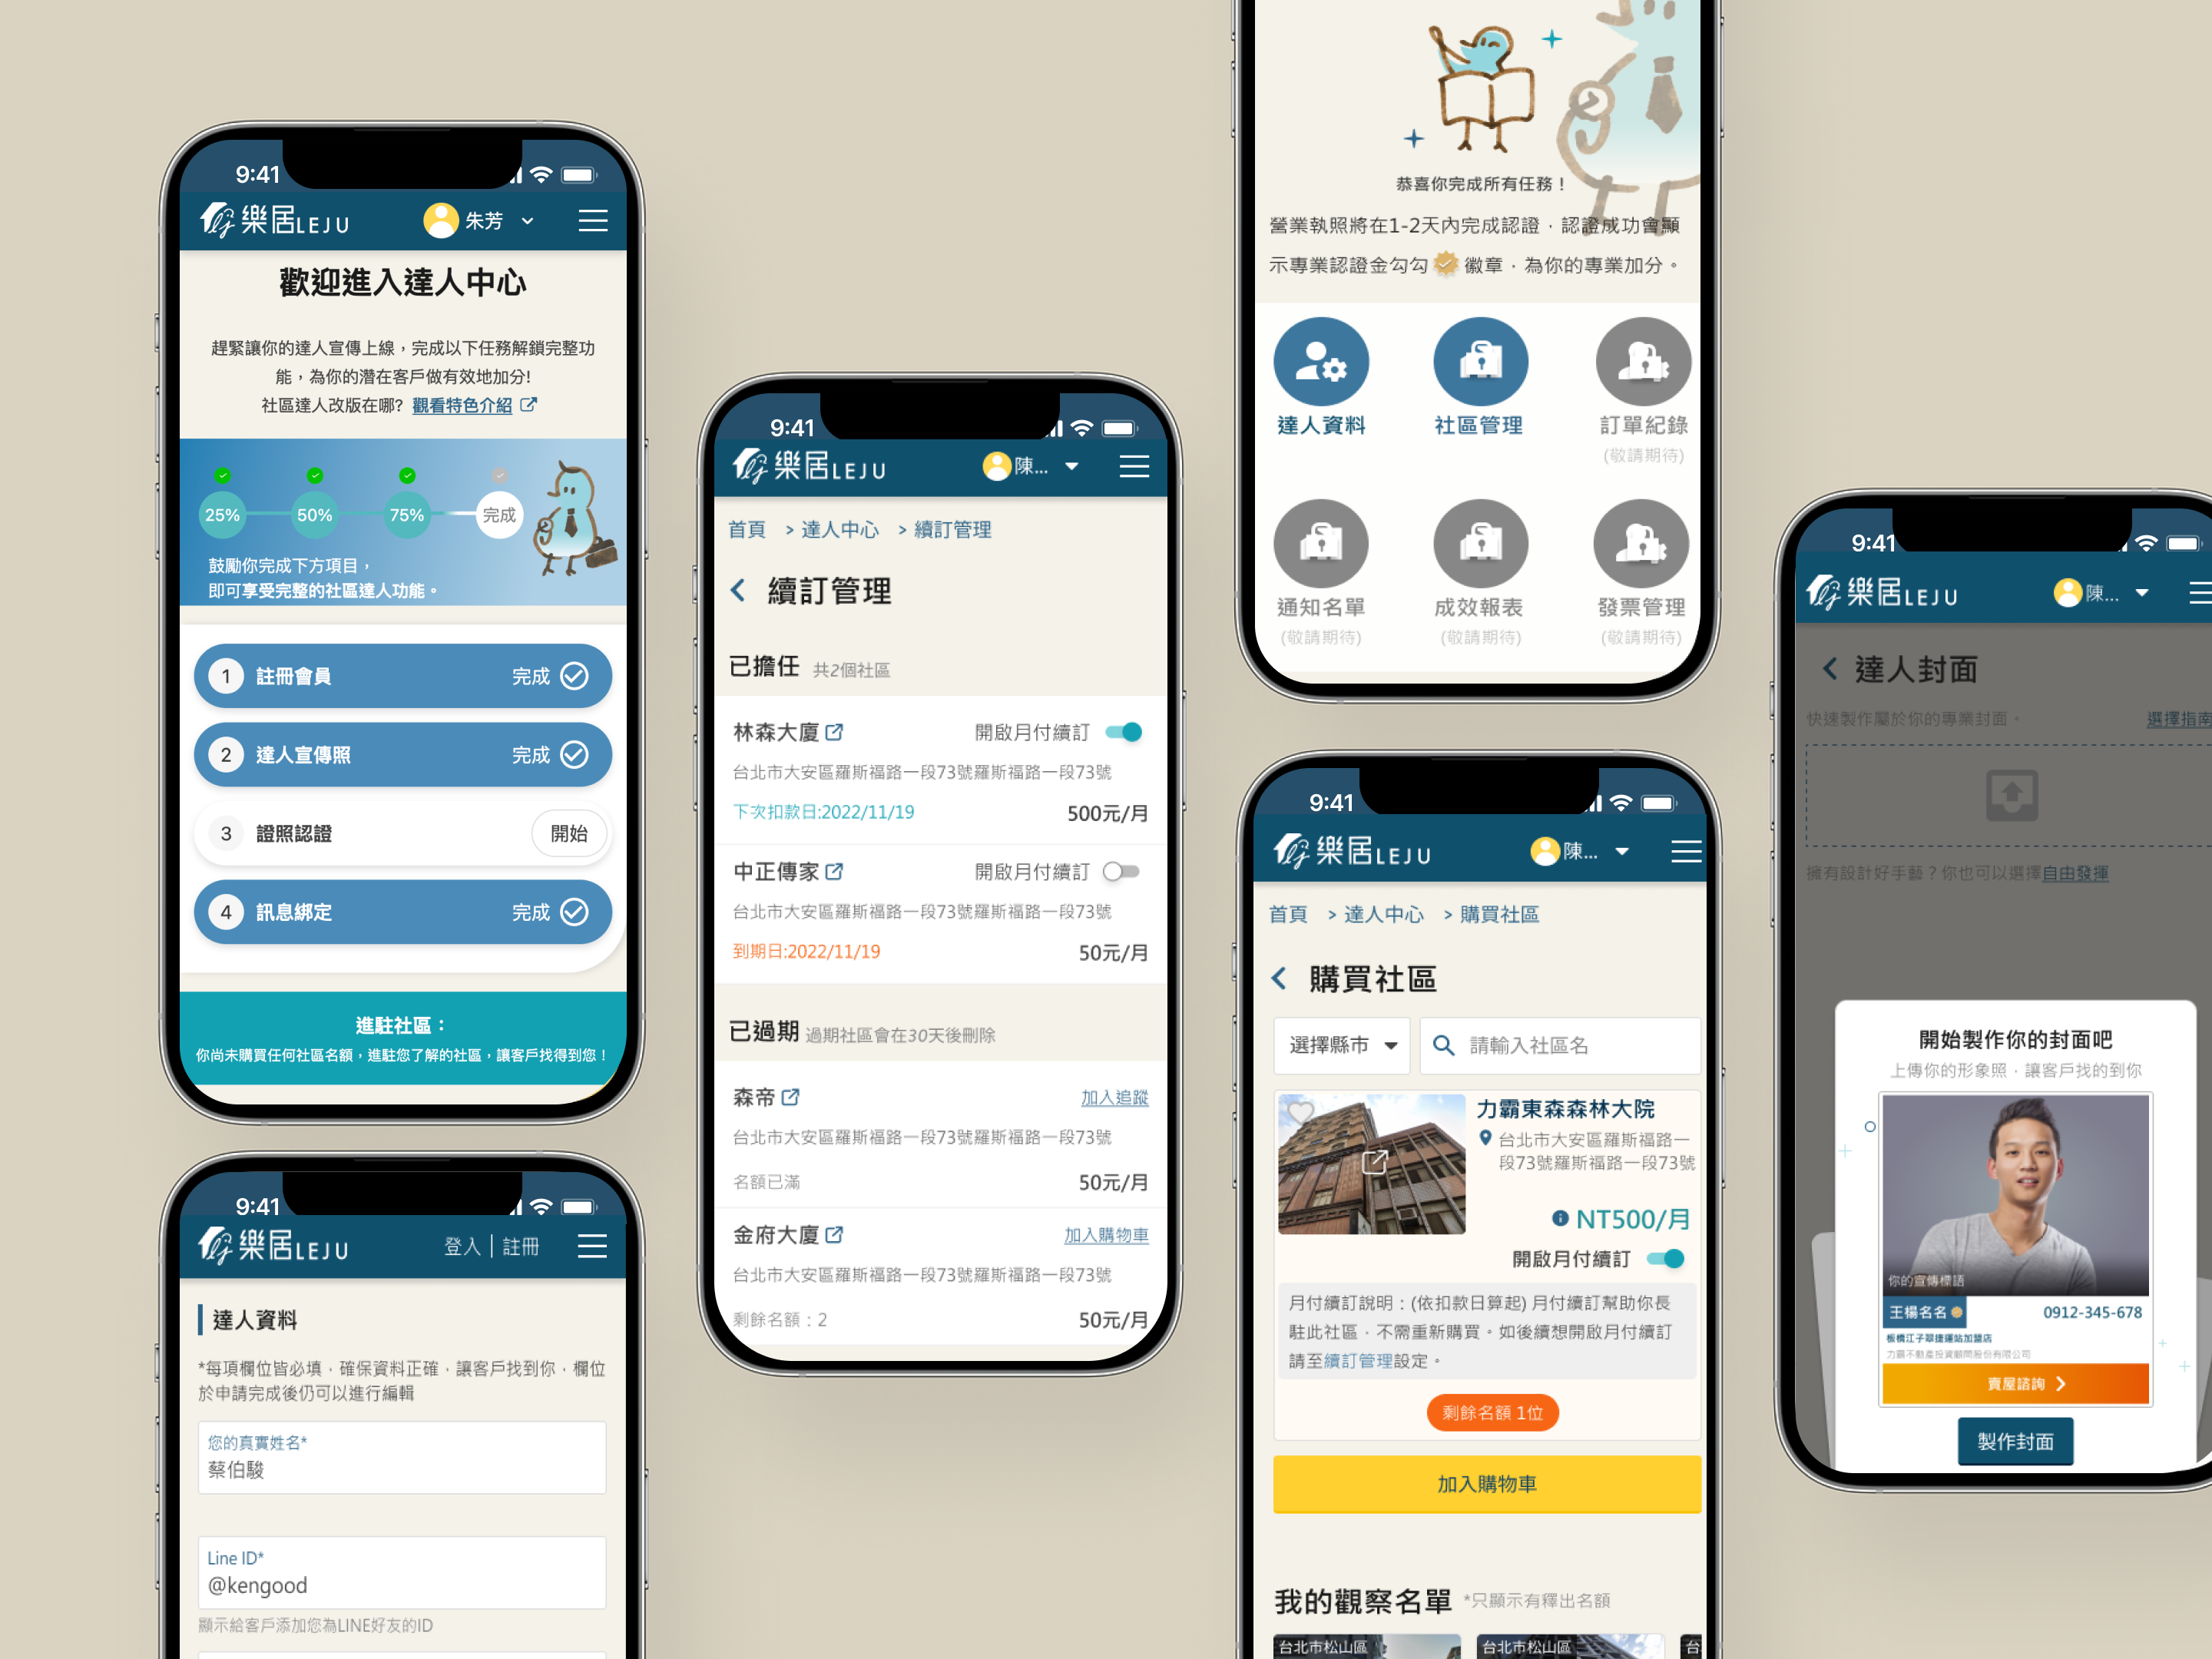 9:41
樂居LEJU
朱芳
歡迎進入達人中心
趕緊讓你的達人宣傳上線，完成以下任務解鎖完整功
能，為你的潛在客戶做有效地加分!
社區達人改版在哪? 觀看特色介紹
25%
50%
75%
完成
鼓勵你完成下方項目，
即可享受完整的社區達人功能。
1 註冊會員 完成
2 達人宣傳照 完成
3 證照認證 開始
4 訊息綁定 完成
進駐社區：
你尚未購買任何社區名額，進駐您了解的社區，讓客戶找得到您！
9:41
樂居LEJU
登入｜註冊
達人資料
*每項欄位皆必填，確保資料正確，讓客戶找到你，欄位
於申請完成後仍可以進行編輯
您的真實姓名*
蔡伯駿
Line ID*
@kengood
顯示給客戶添加您為LINE好友的ID
9:41
樂居LEJU
陳...
首頁 > 達人中心 > 續訂管理
續訂管理
已擔任 共2個社區
林森大廈 開啟月付續訂
台北市大安區羅斯福路一段73號羅斯福路一段73號
下次扣款日:2022/11/19 500元/月
中正傳家 開啟月付續訂
台北市大安區羅斯福路一段73號羅斯福路一段73號
到期日:2022/11/19 50元/月
已過期 過期社區會在30天後刪除
森帝 加入追蹤
台北市大安區羅斯福路一段73號羅斯福路一段73號
名額已滿 50元/月
金府大廈 加入購物車
台北市大安區羅斯福路一段73號羅斯福路一段73號
剩餘名額：2 50元/月
恭喜你完成所有任務！
營業執照將在1-2天內完成認證，認證成功會顯
示專業認證金勾勾 徽章，為你的專業加分。
達人資料
社區管理
訂單紀錄
(敬請期待)
通知名單
(敬請期待)
成效報表
(敬請期待)
發票管理
(敬請期待)
9:41
樂居LEJU
陳...
首頁 > 達人中心 > 購買社區
購買社區
選擇縣市
請輸入社區名
力霸東森森林大院
台北市大安區羅斯福路一
段73號羅斯福路一段73號
NT500/月
開啟月付續訂
月付續訂說明：(依扣款日算起) 月付續訂幫助你長
駐此社區，不需重新購買。如後續想開啟月付續訂
請至續訂管理設定。
剩餘名額 1位
加入購物車
我的觀察名單 *只顯示有釋出名額
台北市松山區
台北市松山區
台
9:41
樂居LEJU
陳...
達人封面
快速製作屬於你的專業封面。
選擇指南
擁有設計好手藝？你也可以選擇自由發揮
開始製作你的封面吧
上傳你的形象照，讓客戶找的到你
你的宣傳標語
王楊名名
0912-345-678
板橋江子翠捷運站加盟店
力霸不動產投資顧問股份有限公司
賣屋諮詢
製作封面